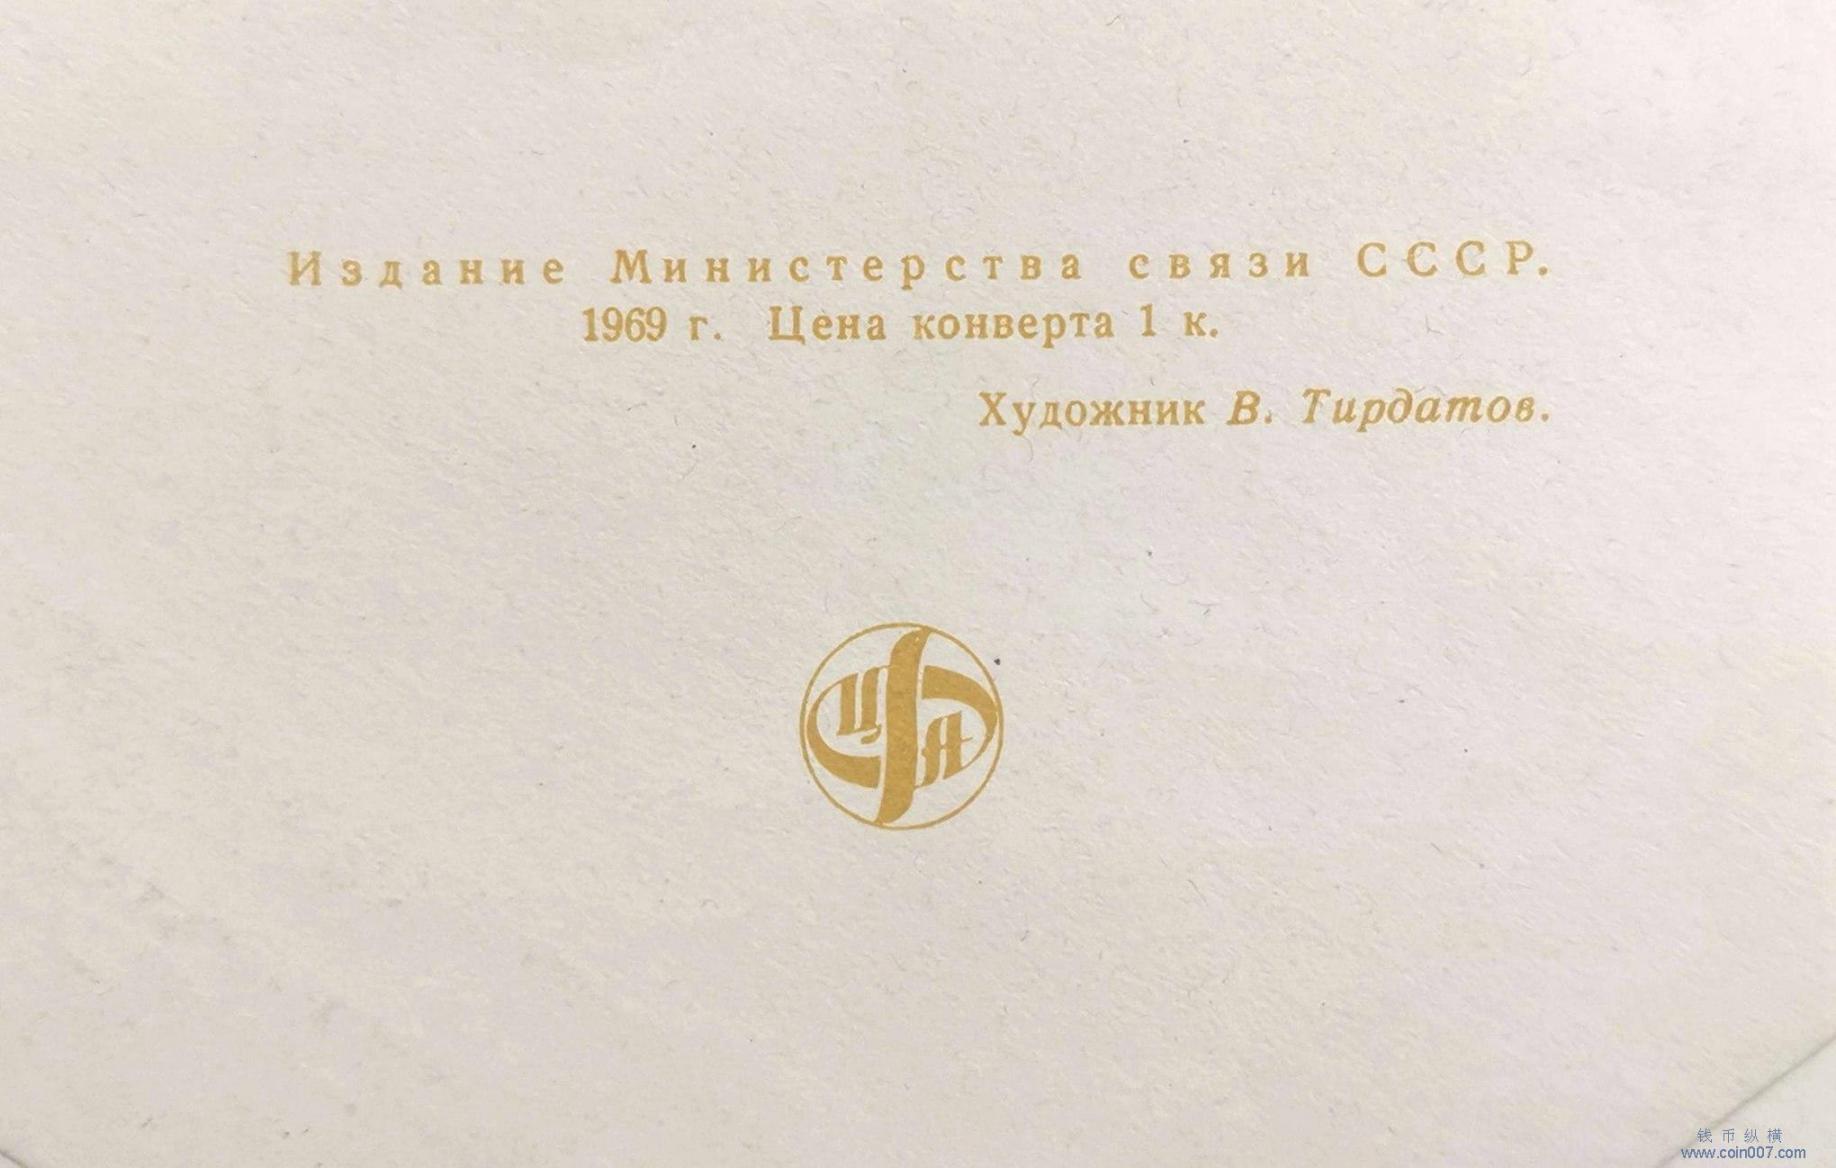 Издание Министерства связи СССР.
1969 г. Цена конверта 1 к.
Художник В. Тирдатов.
ЦФА
钱币纵横
www.coin007.com